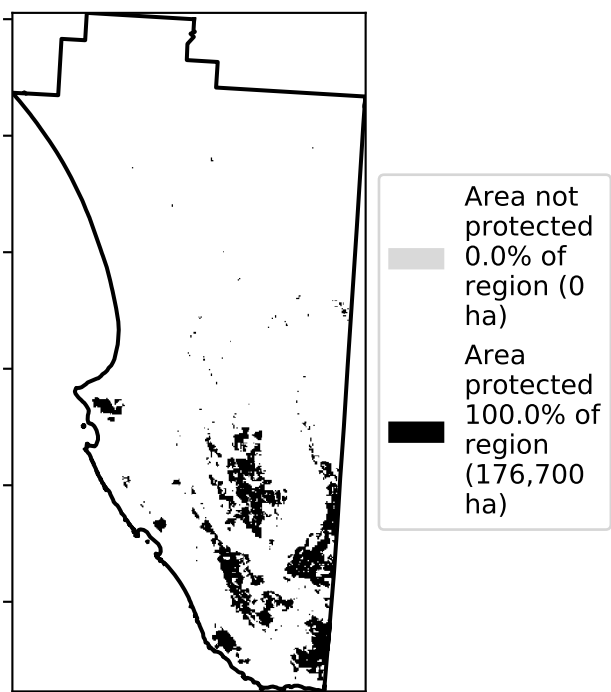 Area not
protected
0.0% of
region (0
ha)
Area
protected
100.0% of
region
(176,700
ha)